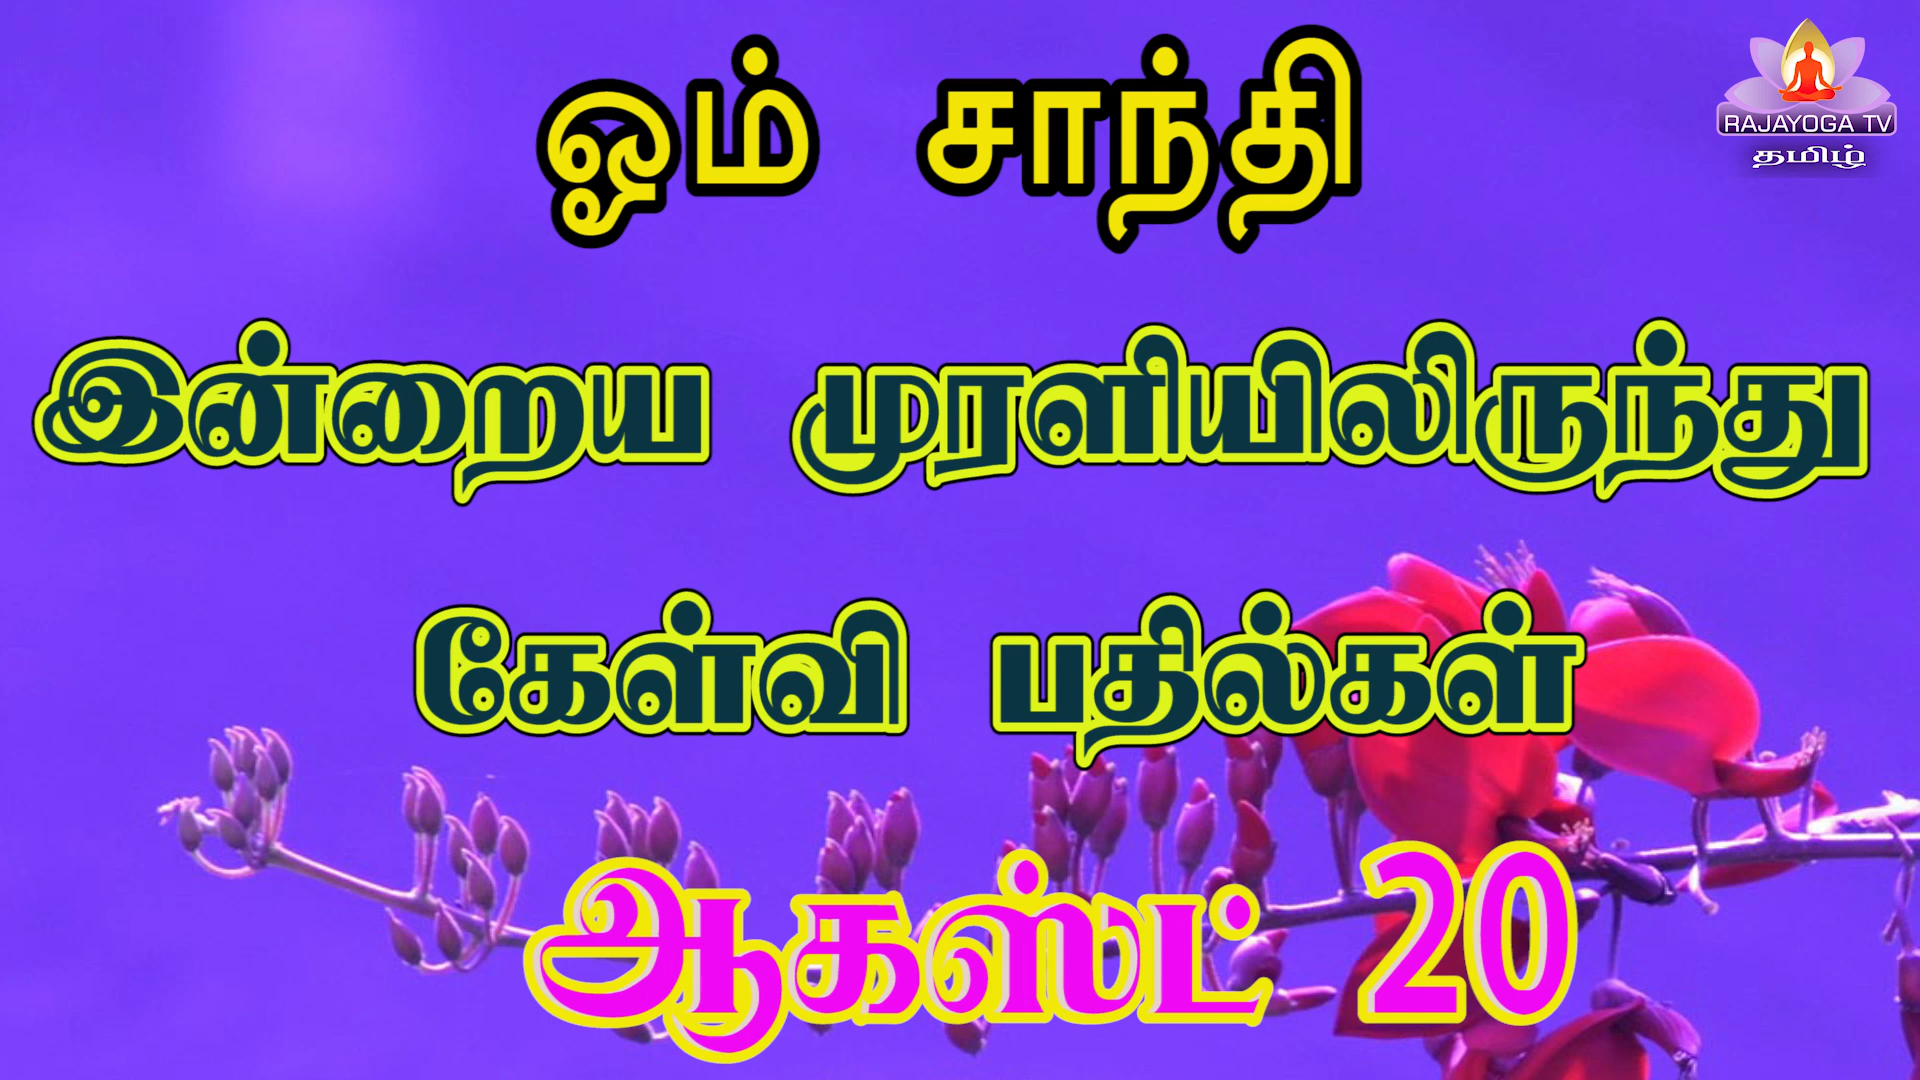 ஓம் சாந்தி
RAJAYOGA TV
தமிழ்
இன்றைய முரளியிலிருந்து
கேள்வி பதில்கள்
ஆகஸ்ட் 20